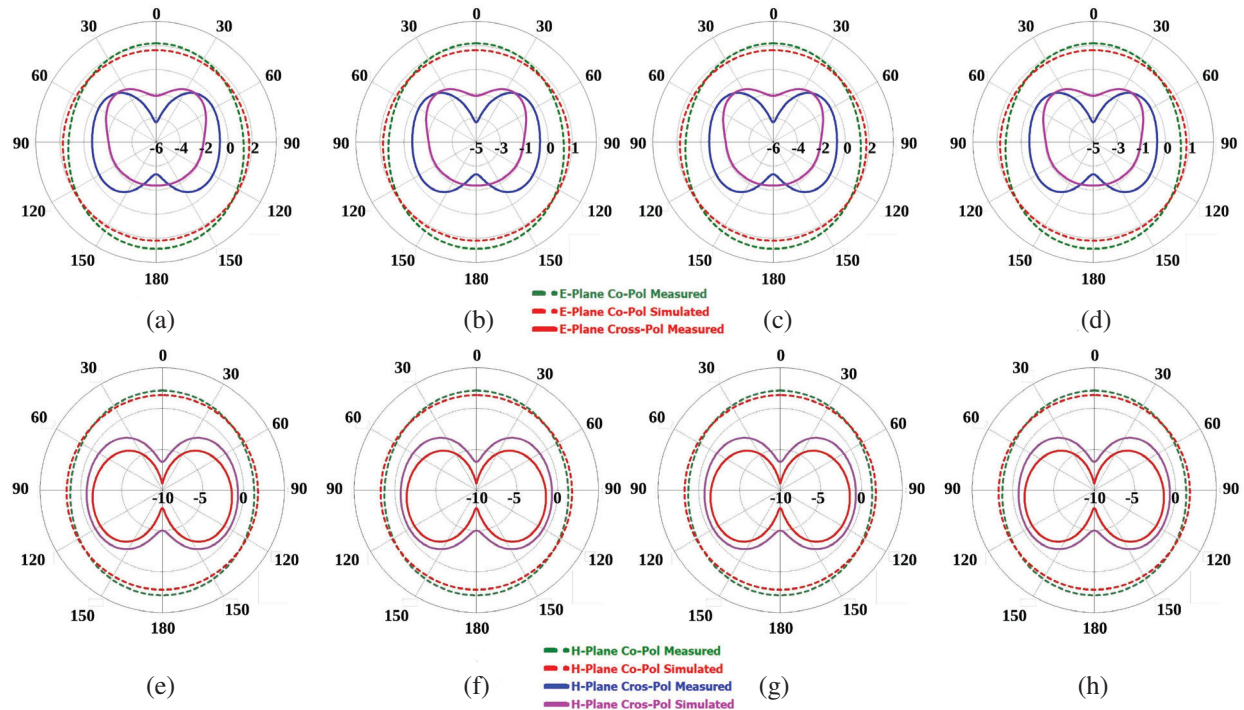 0 0 0 0
30 30 30 30 30 30 30 30
60 60 60 60 60 60 60 60
90 -6 -4 -2 0 2 90 -5 -3 -1 0 1 90 -6 -4 -2 0 2 90 -5 -3 -1 0 1 90
120 120 120 120 120 120 120 120
150 150 150 150 150 150 150 150
180 180 180 180
E-Plane Co-Pol Measured
E-Plane Co-Pol Simulated
E-Plane Cross-Pol Measured
(a) (b) (c) (d)
0 0 0 0
30 30 30 30 30 30 30 30
60 60 60 60 60 60 60 60
90 -10 -5 0 90 -10 -5 0 90 -10 -5 0 90 -10 -5 0 90
120 120 120 120 120 120 120 120
150 150 150 150 150 150 150 150
180 180 180 180
H-Plane Co-Pol Measured
H-Plane Co-Pol Simulated
H-Plane Cros-Pol Measured
H-Plane Cros-Pol Simulated
(e) (f) (g) (h)